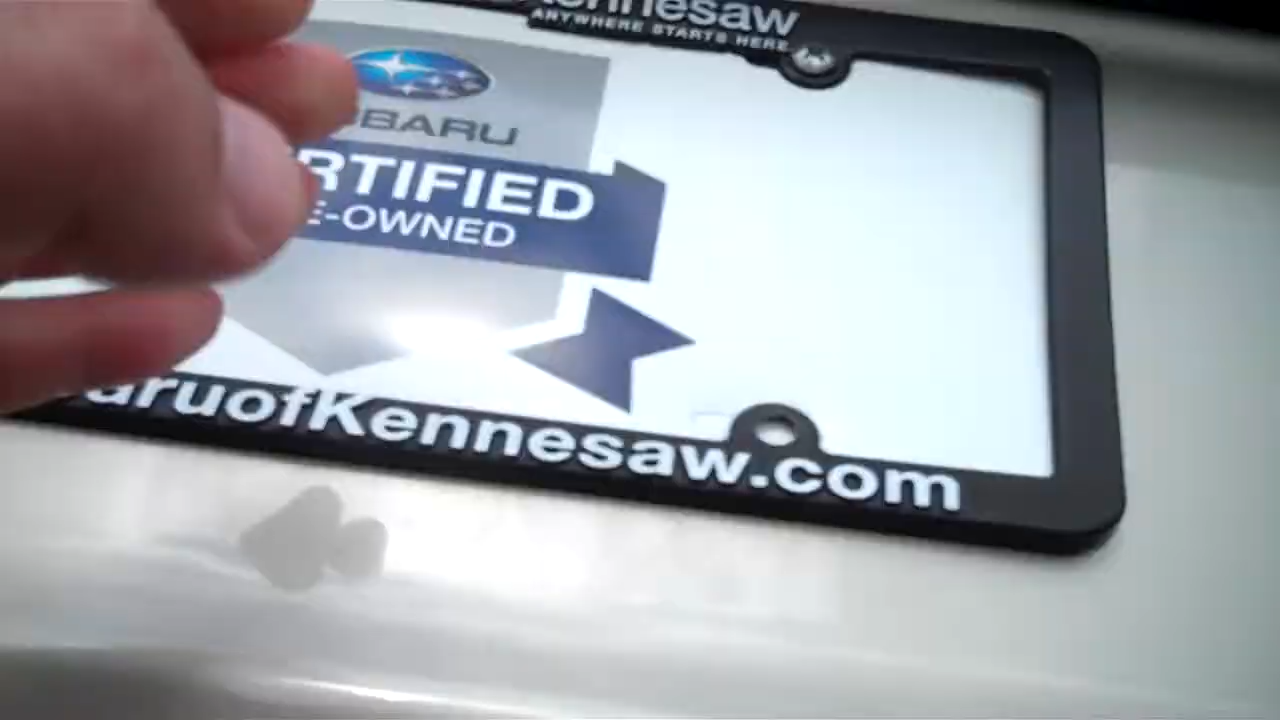 Kennesaw
ANYWHERE STARTS HERE
BARU
RTIFIED
E-OWNED
aruofKennesaw.com